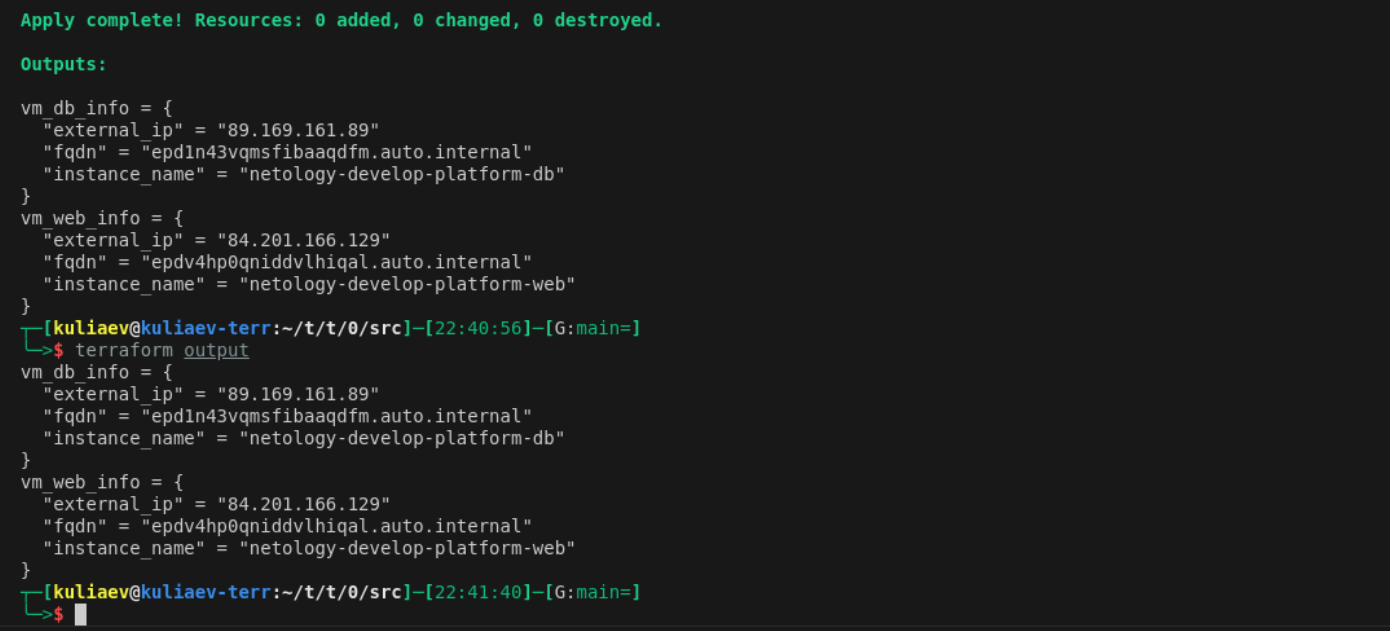 Apply complete! Resources: 0 added, 0 changed, 0 destroyed.
Outputs:
vm_db_info = {
  "external_ip" = "89.169.161.89"
  "fqdn" = "epd1n43vqmsfibaaqdfm.auto.internal"
  "instance_name" = "netology-develop-platform-db"
}
vm_web_info = {
  "external_ip" = "84.201.166.129"
  "fqdn" = "epdv4hp0qniddvlhiqal.auto.internal"
  "instance_name" = "netology-develop-platform-web"
}
┬─[kuliaev@kuliaev-terr:~/t/t/0/src]─[22:40:56]─[G:main=]
╰─>$ terraform output
vm_db_info = {
  "external_ip" = "89.169.161.89"
  "fqdn" = "epd1n43vqmsfibaaqdfm.auto.internal"
  "instance_name" = "netology-develop-platform-db"
}
vm_web_info = {
  "external_ip" = "84.201.166.129"
  "fqdn" = "epdv4hp0qniddvlhiqal.auto.internal"
  "instance_name" = "netology-develop-platform-web"
}
┬─[kuliaev@kuliaev-terr:~/t/t/0/src]─[22:41:40]─[G:main=]
╰─>$